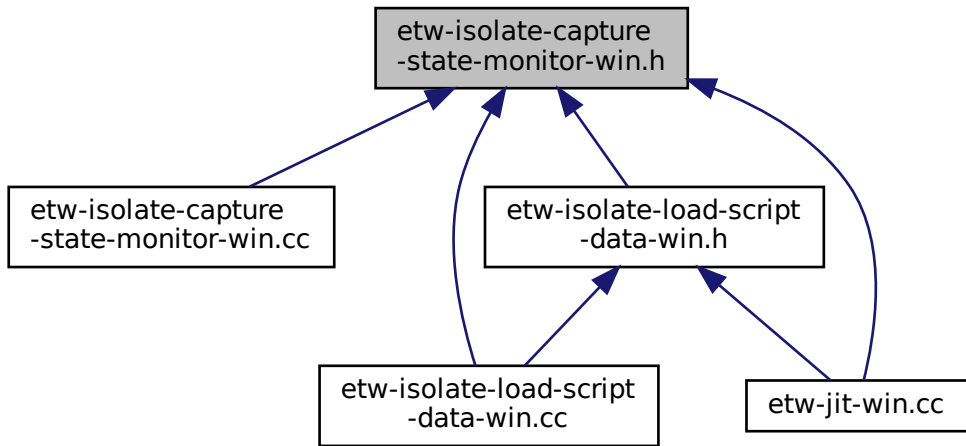 etw-isolate-capture
-state-monitor-win.h
etw-isolate-capture
-state-monitor-win.cc
etw-isolate-load-script
-data-win.h
etw-isolate-load-script
-data-win.cc
etw-jit-win.cc